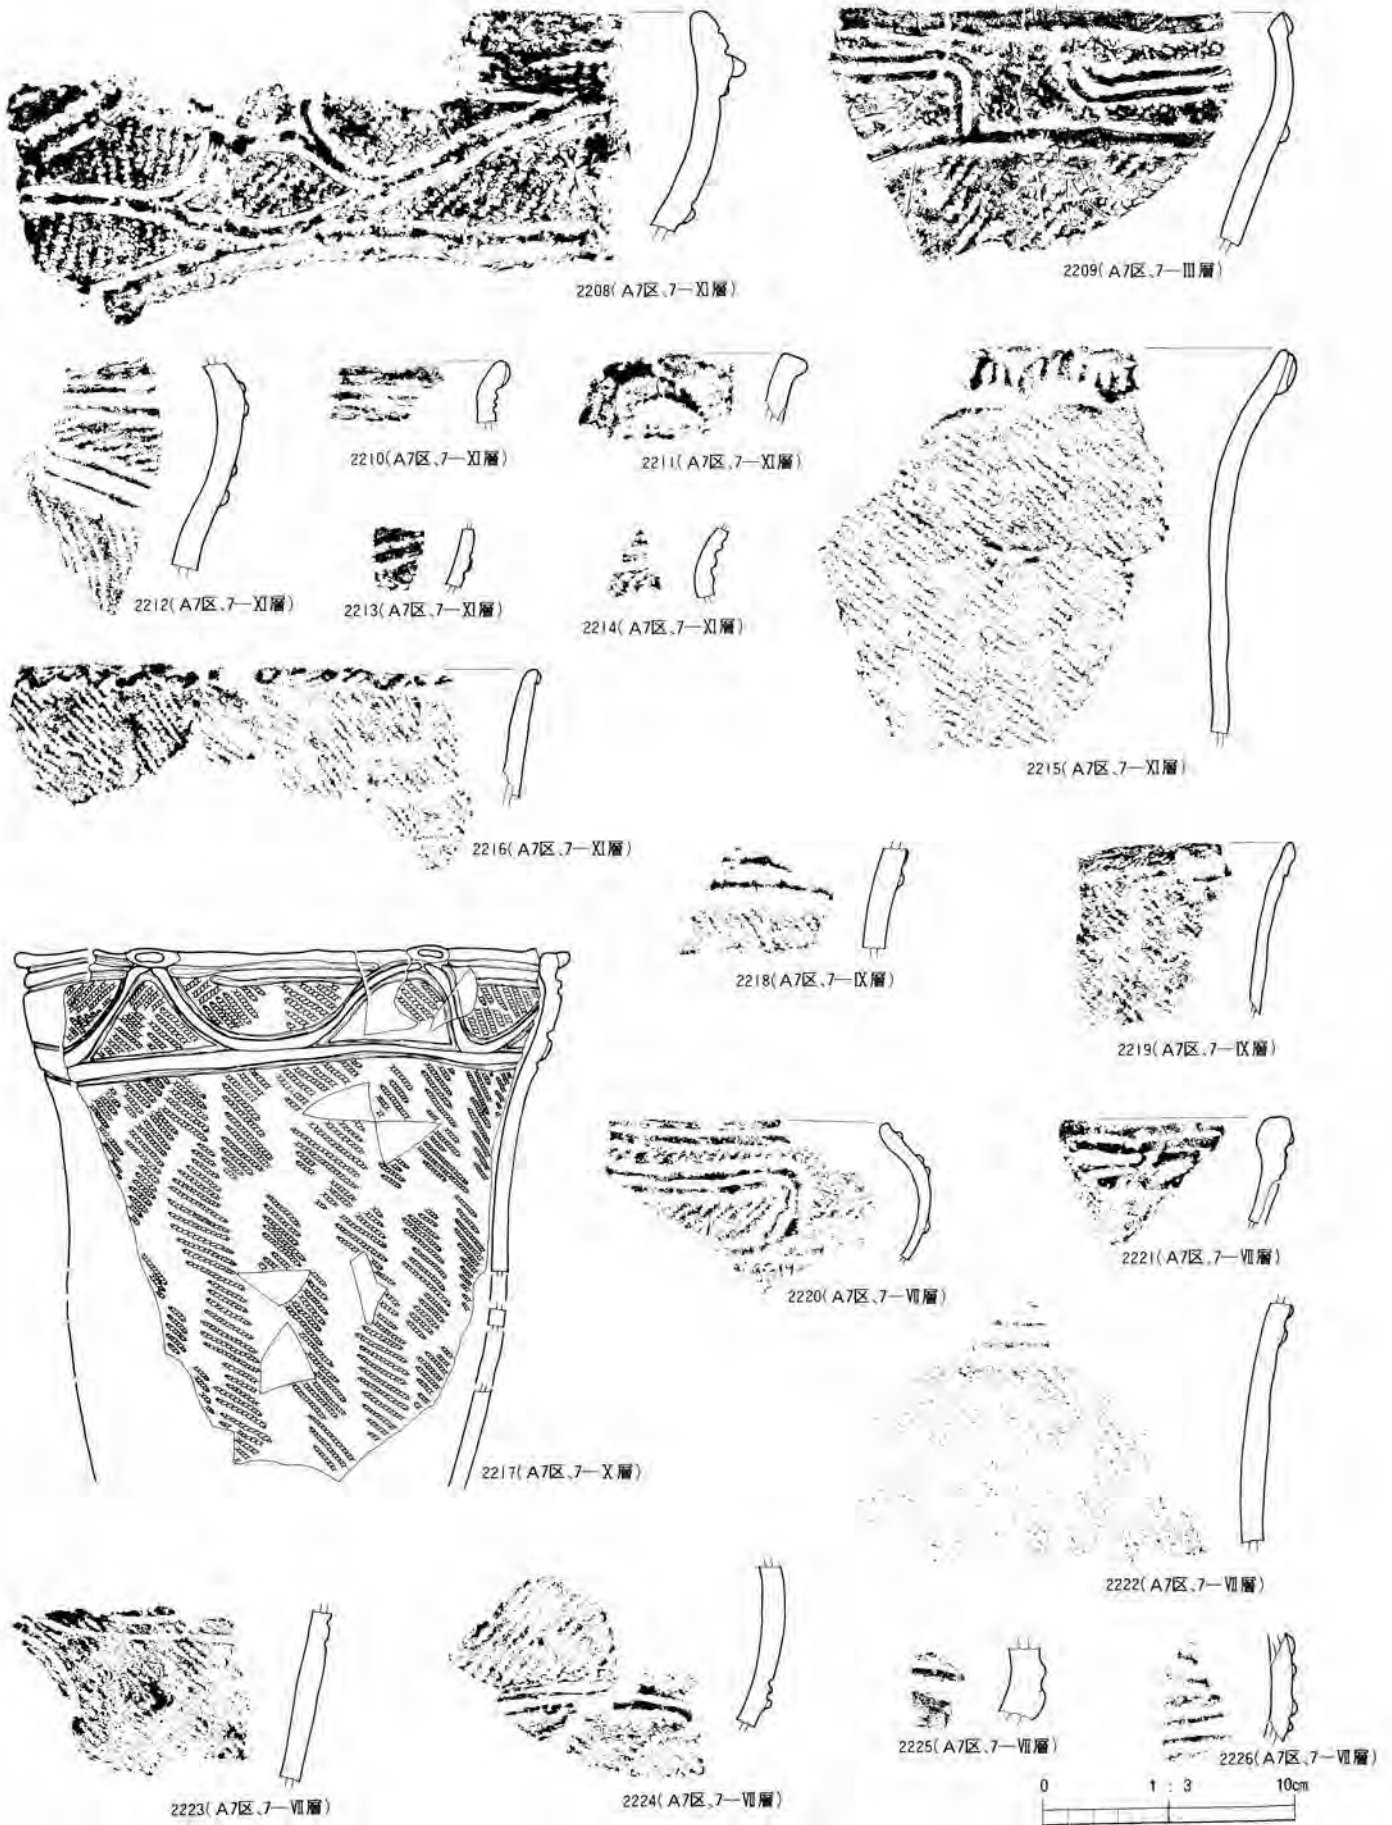 2208(A7区、7—XI層)
2209(A7区、7—III層)
2210(A7区、7—XI層)
2211(A7区、7—XI層)
2212(A7区、7—XI層)
2213(A7区、7—XI層)
2214(A7区、7—XI層)
2215(A7区、7—XI層)
2216(A7区、7—XI層)
2218(A7区、7—IX層)
2219(A7区、7—IX層)
2220(A7区、7—VII層)
2221(A7区、7—VII層)
2217(A7区、7—X層)
2222(A7区、7—VII層)
2223(A7区、7—VII層)
2224(A7区、7—VII層)
2225(A7区、7—VII層)
2226(A7区、7—VII層)
0 1 : 3 10cm